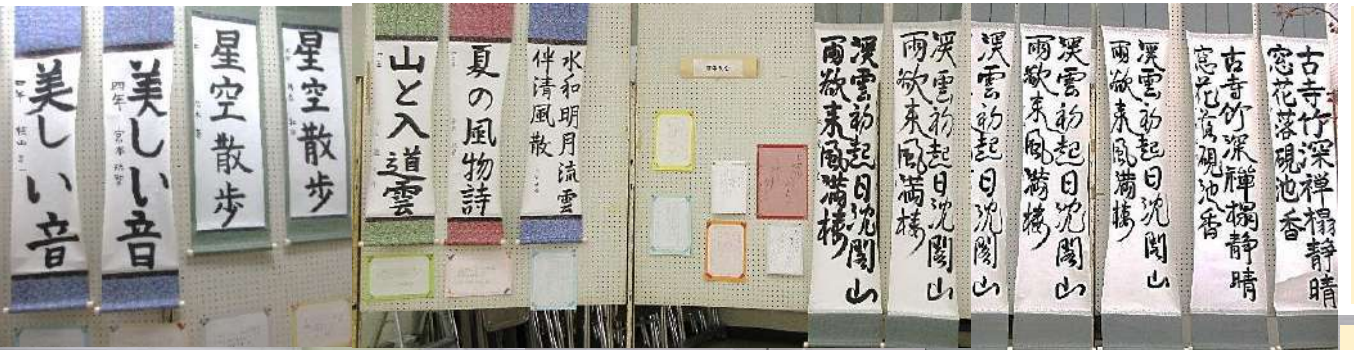 美しい音
四年
美しい音
四年
星空散歩
星空散歩
山と入道雲
夏の風物詩
水和明月流雲
伴清風散
渓雲初起日沈閣山
雨欲来風満楼
渓雲初起日沈閣山
雨欲来風満楼
渓雲初起日沈閣山
渓雲初起日沈閣山
雨欲来風満楼
渓雲初起日沈閣山
雨欲来風満楼
古寺竹深禅榻静晴
窓花落硯池香
古寺竹深禅榻静晴
窓花落硯池香